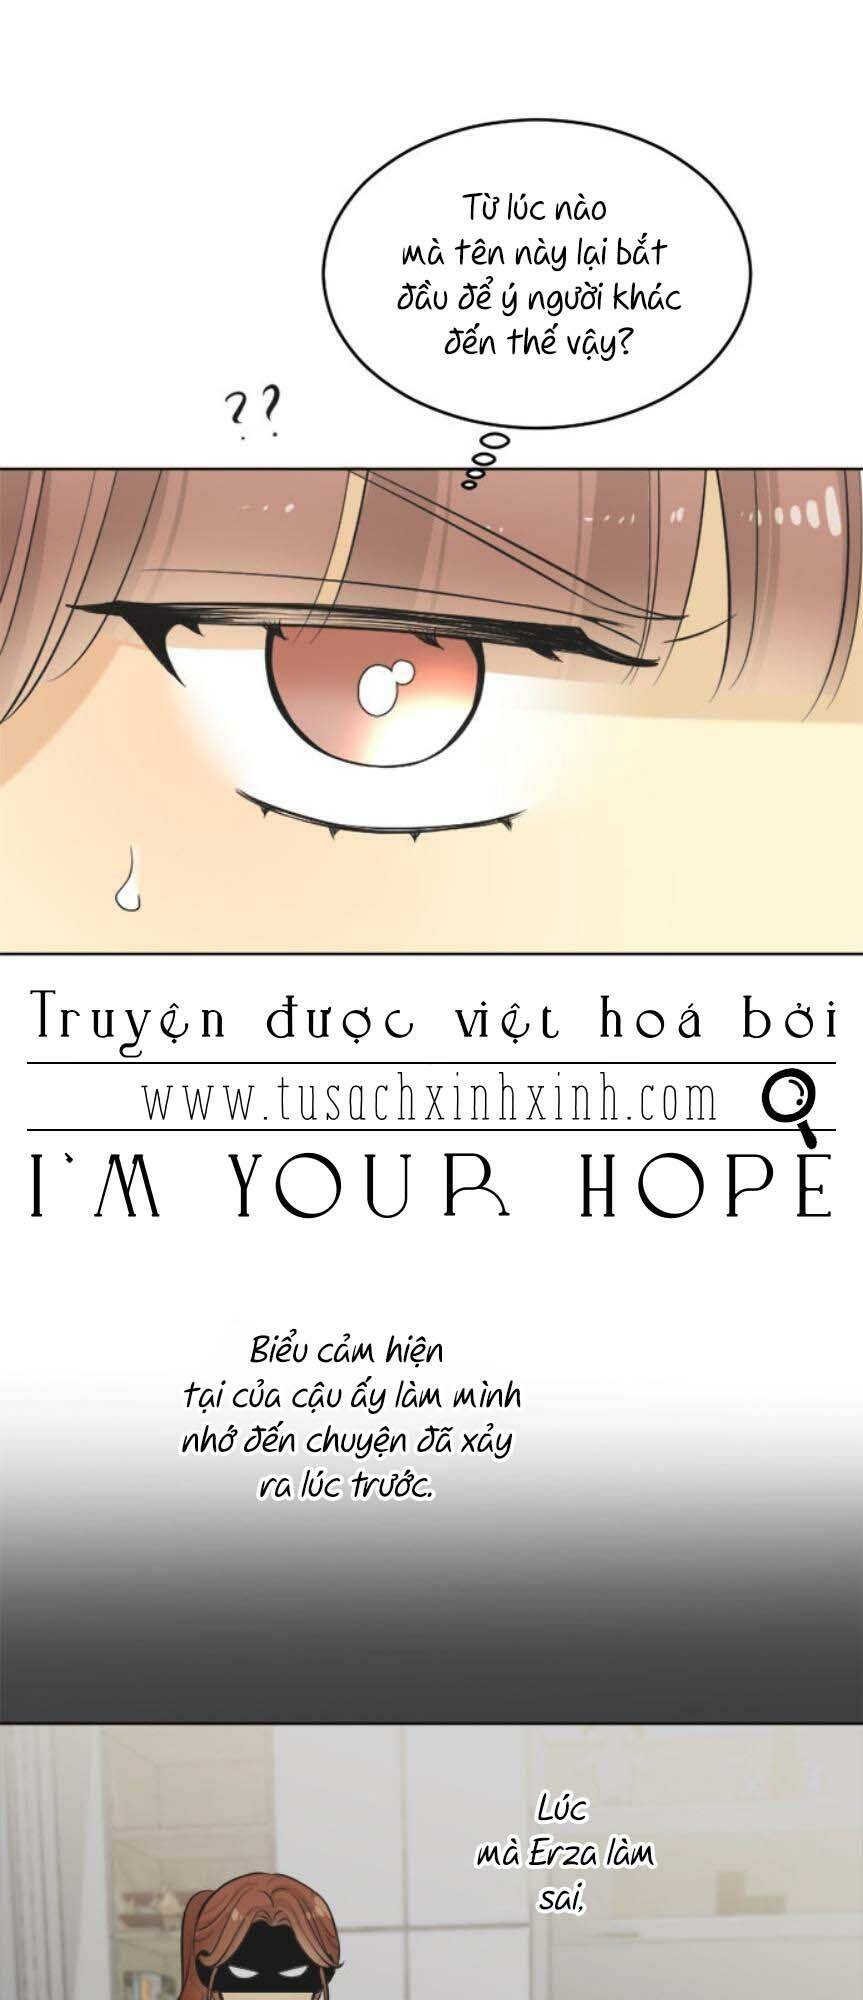 Từ lúc nào
mà tên này lại bắt
đầu để ý người khác
đến thế vậy?
??
Truyện được việt hoá bởi
www.tusachxinhxinh.com
I'M YOUR HOPE
Biểu cảm hiện
tại của cậu ấy làm mình
nhớ đến chuyện đã xảy
ra lúc trước.
Lúc
mà Erza làm
sai,